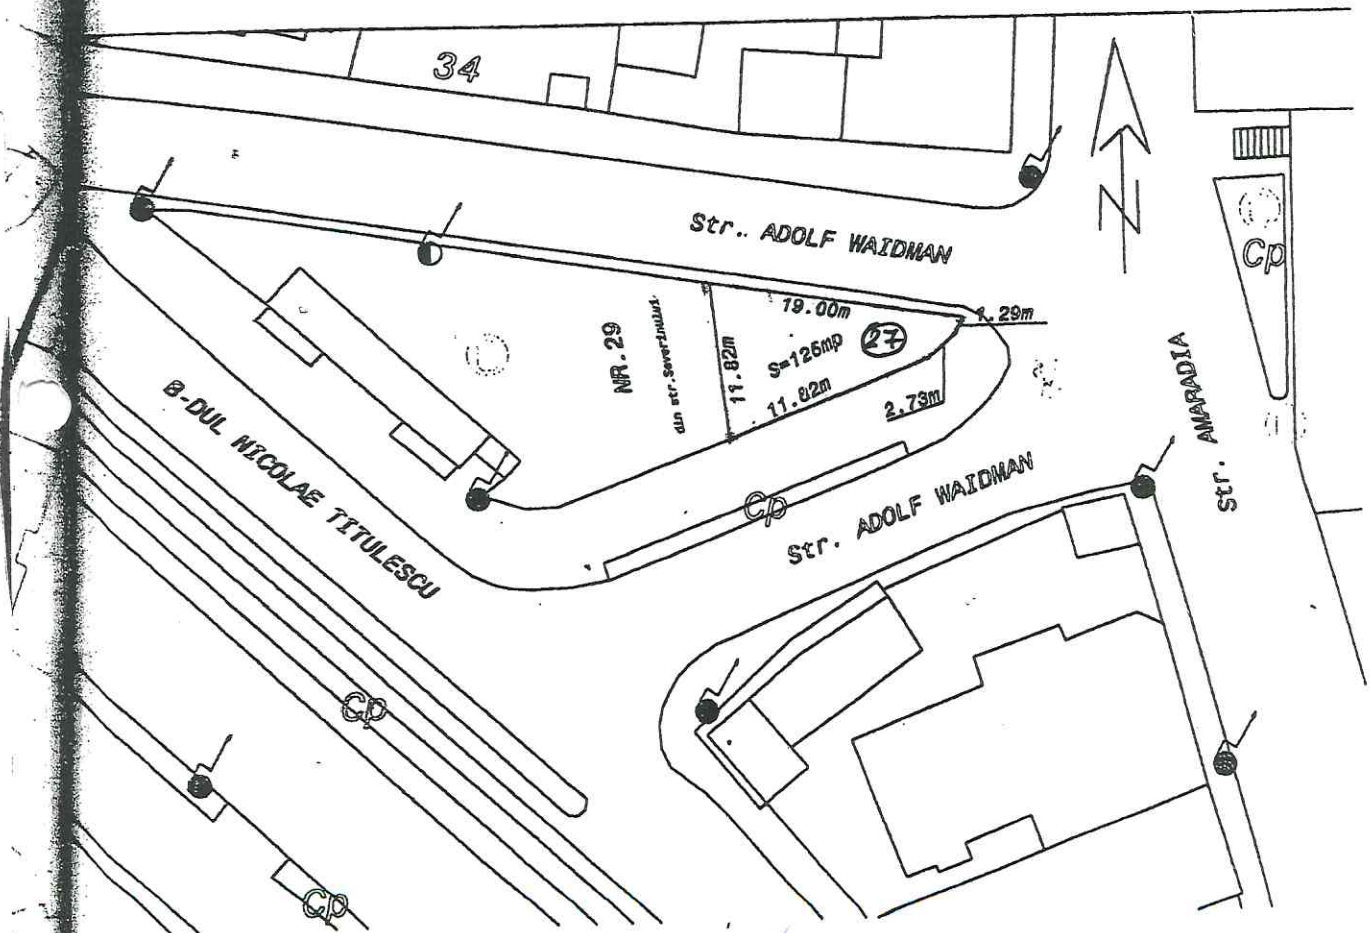 34
Str.. ADOLF WAIDMAN
N
Cp
19.00m
1.29m
NR.29
din str.Severinului
11.82m
S=126mp
27
11.82m
2.73m
Str. AMARADIA
B-DUL NICOLAE TITULESCU
Cp
Str. ADOLF WAIDMAN
Cp
Cp